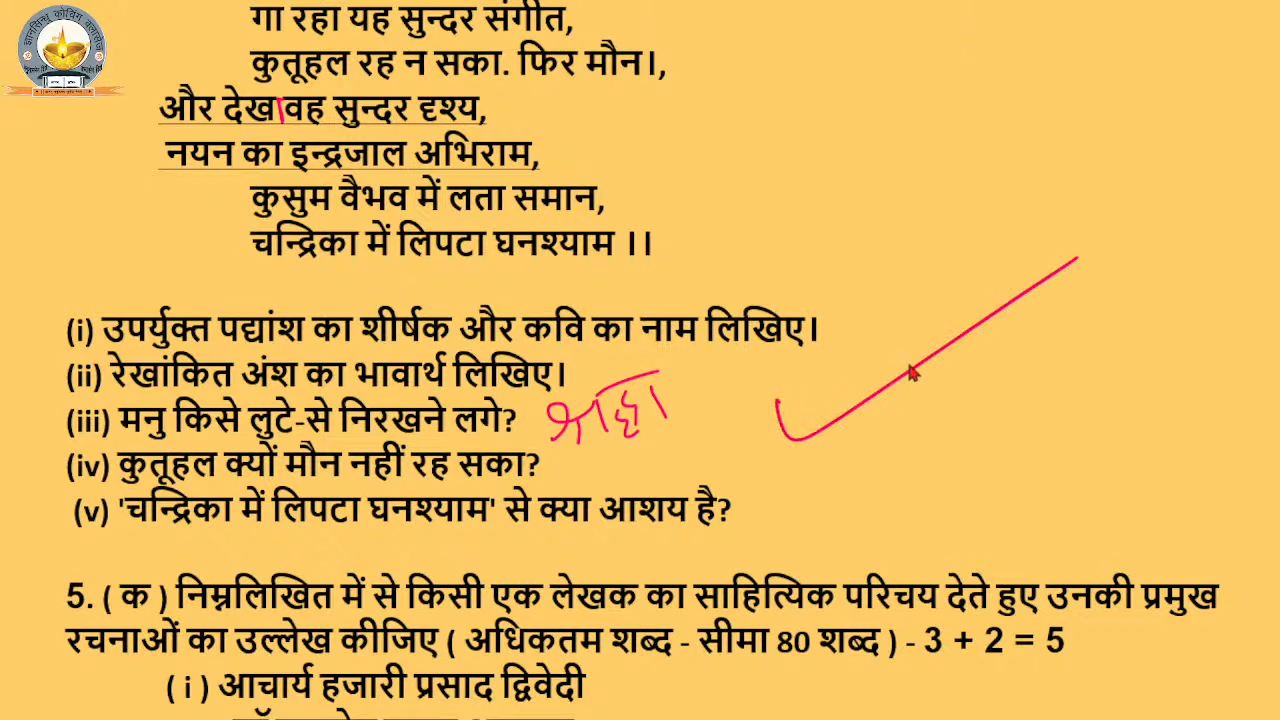 ज्ञानसिन्धु कोचिंग क्लासेज
गा रहा यह सुन्दर संगीत,
कुतूहल रह न सका. फिर मौन।,
और देखा वह सुन्दर दृश्य,
नयन का इन्द्रजाल अभिराम,
कुसुम वैभव में लता समान,
चन्द्रिका में लिपटा घनश्याम ।।
(i) उपर्युक्त पद्यांश का शीर्षक और कवि का नाम लिखिए।
(ii) रेखांकित अंश का भावार्थ लिखिए।
(iii) मनु किसे लुटे-से निरखने लगे? श्रद्धा
(iv) कुतूहल क्यों मौन नहीं रह सका?
(v) 'चन्द्रिका में लिपटा घनश्याम' से क्या आशय है?
5. ( क ) निम्नलिखित में से किसी एक लेखक का साहित्यिक परिचय देते हुए उनकी प्रमुख
रचनाओं का उल्लेख कीजिए ( अधिकतम शब्द - सीमा 80 शब्द ) - 3 + 2 = 5
( i ) आचार्य हजारी प्रसाद द्विवेदी